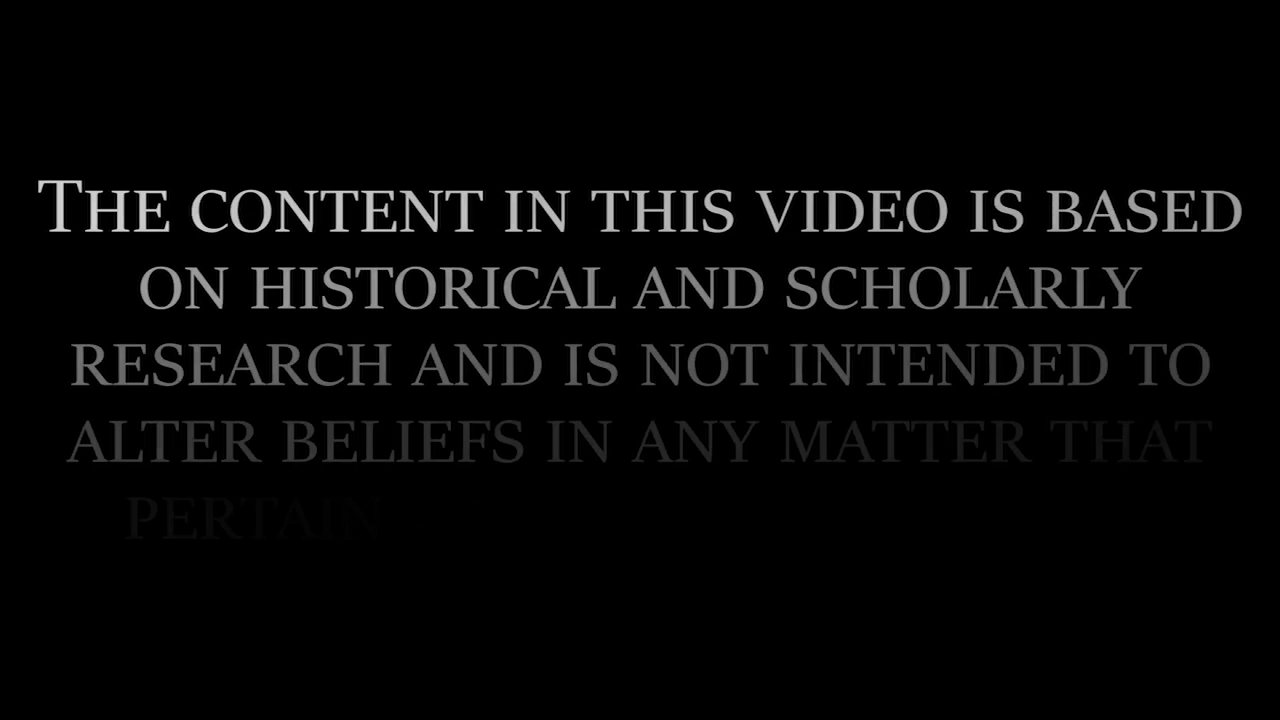 The content in this video is based
on historical and scholarly
research and is not intended to
alter beliefs in any matter that
pertain